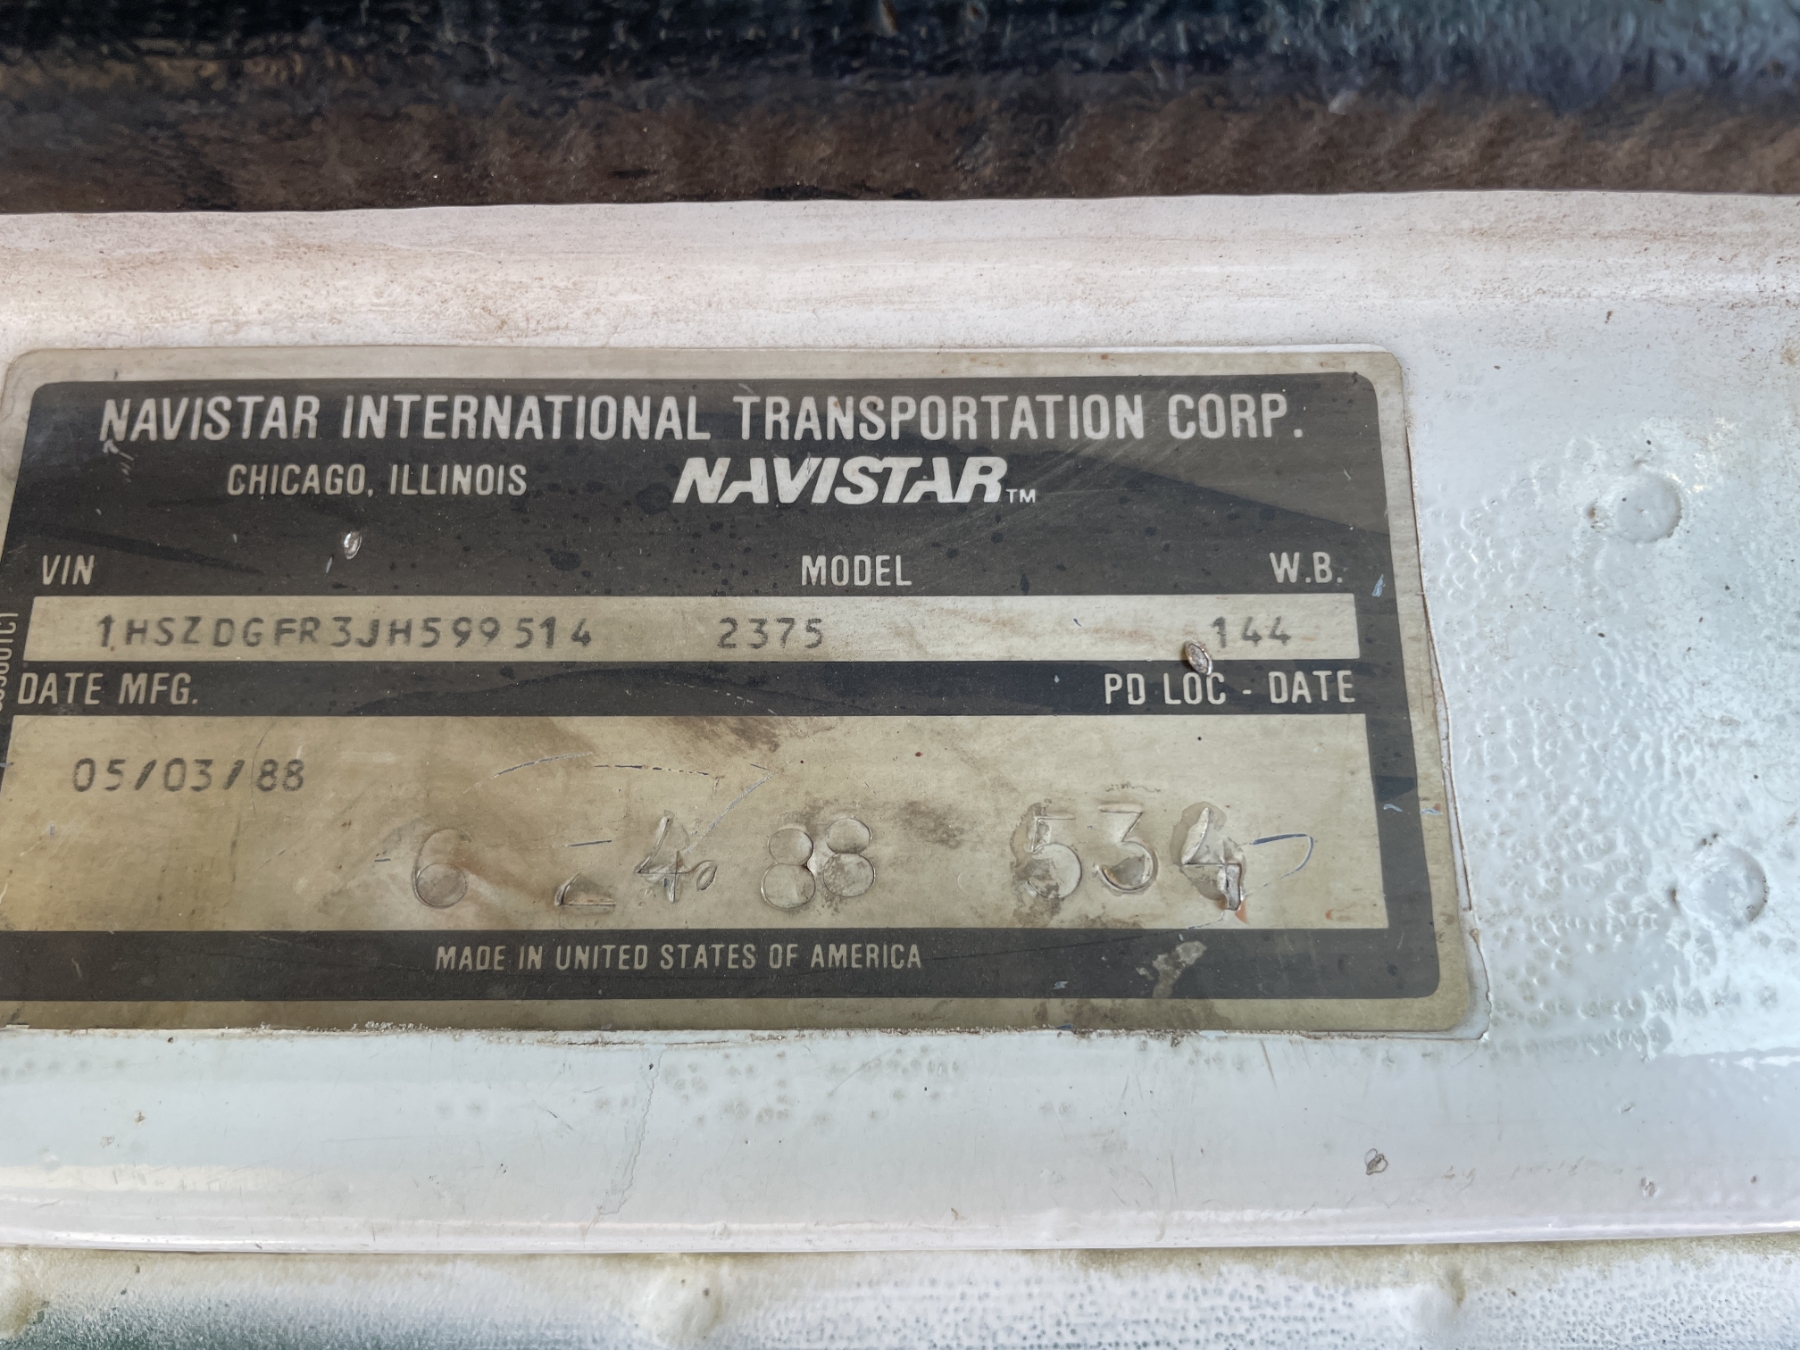 NAVISTAR INTERNATIONAL TRANSPORTATION CORP.
CHICAGO, ILLINOIS NAVISTAR™
VIN MODEL W.B.
1HSZDGFR3JH599514 2375 144
DATE MFG. PD LOC - DATE
05/03/88
6 - 4 88 534
MADE IN UNITED STATES OF AMERICA